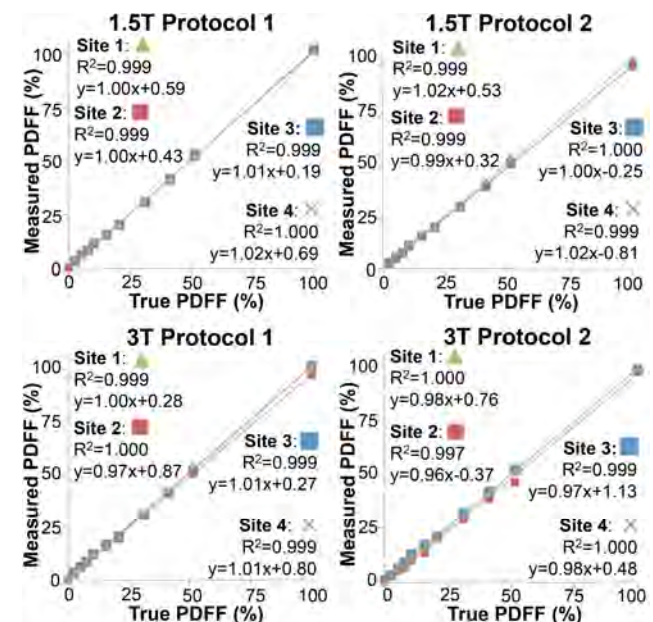 1.5T Protocol 1
Measured PDFF (%)
100
75
50
25
0
Site 1:
R²=0.999
y=1.00x+0.59
Site 2:
R²=0.999
y=1.00x+0.43
Site 3:
R²=0.999
y=1.01x+0.19
Site 4:
R²=1.000
y=1.02x+0.69
0 25 50 75 100
True PDFF (%)
1.5T Protocol 2
Measured PDFF (%)
100
75
50
25
0
Site 1:
R²=0.999
y=1.02x+0.53
Site 2:
R²=0.999
y=0.99x+0.32
Site 3:
R²=1.000
y=1.00x-0.25
Site 4:
R²=0.999
y=1.02x-0.81
0 25 50 75 100
True PDFF (%)
3T Protocol 1
Measured PDFF (%)
100
75
50
25
0
Site 1:
R²=0.999
y=1.00x+0.28
Site 2:
R²=1.000
y=0.97x+0.87
Site 3:
R²=0.999
y=1.01x+0.27
Site 4:
R²=0.999
y=1.01x+0.80
0 25 50 75 100
True PDFF (%)
3T Protocol 2
Measured PDFF (%)
100
75
50
25
0
Site 1:
R²=1.000
y=0.98x+0.76
Site 2:
R²=0.997
y=0.96x-0.37
Site 3:
R²=0.999
y=0.97x+1.13
Site 4:
R²=1.000
y=0.98x+0.48
0 25 50 75 100
True PDFF (%)